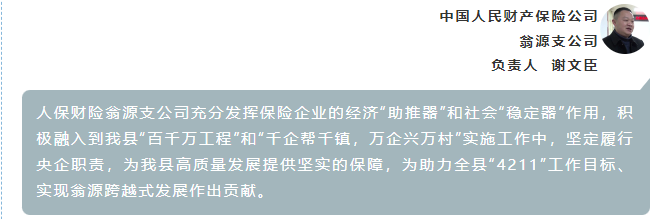 中国人民财产保险公司
翁源支公司
负责人 谢文臣
人保财险翁源支公司充分发挥保险企业的经济“助推器”和社会“稳定器”作用，积
极融入到我县“百千万工程”和“千企帮千镇，万企兴万村”实施工作中，坚定履行
央企职责，为我县高质量发展提供坚实的保障，为助力全县“4211”工作目标、
实现翁源跨越式发展作出贡献。